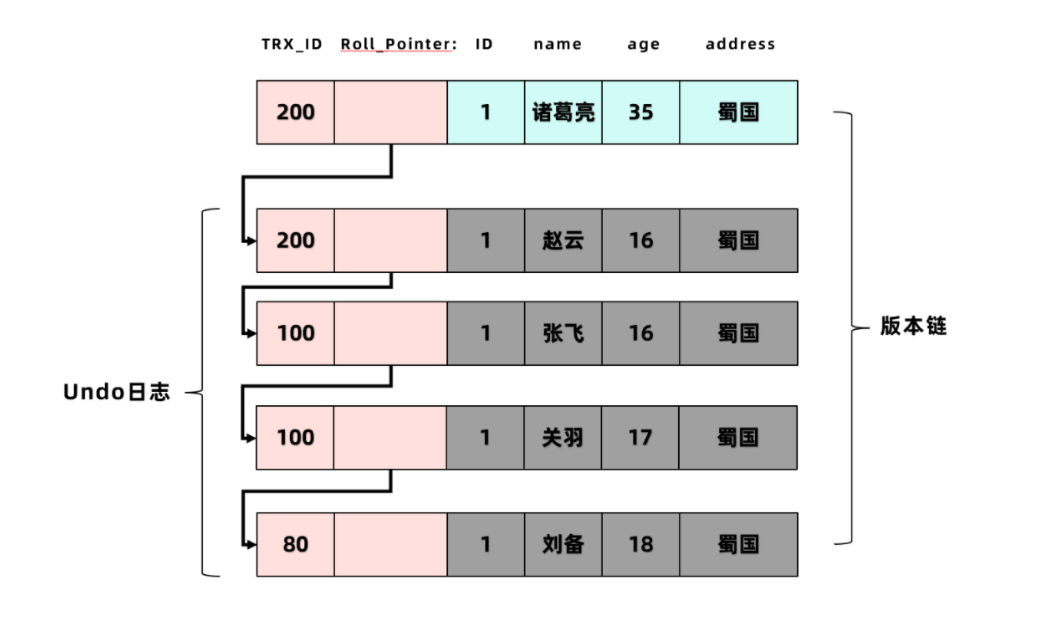 TRX_ID Roll_Pointer: ID name age address
200 1 诸葛亮 35 蜀国
200 1 赵云 16 蜀国
100 1 张飞 16 蜀国
版本链
Undo日志
100 1 关羽 17 蜀国
80 1 刘备 18 蜀国